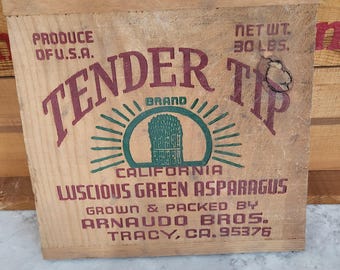 PRODUCE OF U.S.A.
NET WT. 30 LBS.
TENDER TIP
BRAND
CALIFORNIA
LUSCIOUS GREEN ASPARAGUS
GROWN & PACKED BY
ARNAUDO BROS.
TRACY, CA. 95376